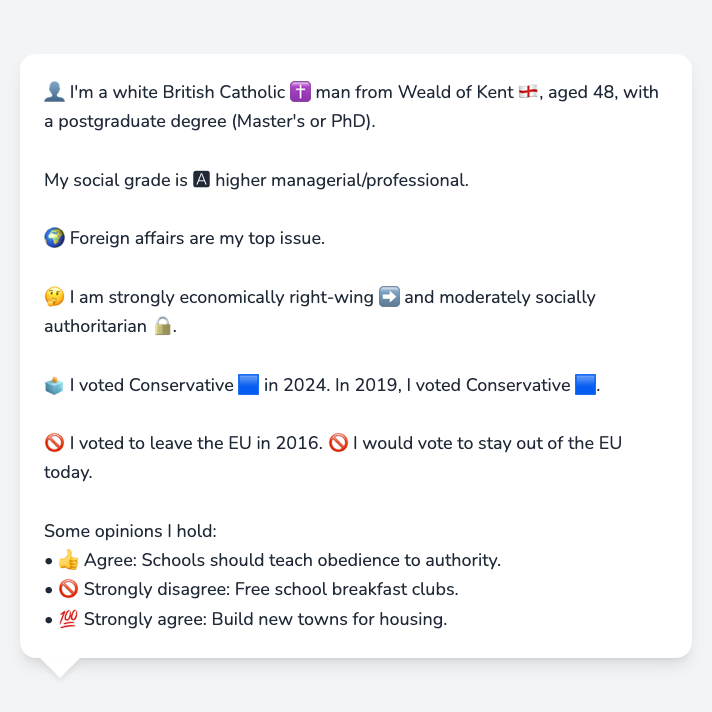 👤 I'm a white British Catholic ✝️ man from Weald of Kent 🏴󠁧󠁢󠁥󠁮󠁧󠁿, aged 48, with
a postgraduate degree (Master's or PhD).
My social grade is 🅰 higher managerial/professional.
🌍 Foreign affairs are my top issue.
🤔 I am strongly economically right-wing ➡️ and moderately socially
authoritarian 🔒.
🗳️ I voted Conservative 🟦 in 2024. In 2019, I voted Conservative 🟦.
🚫 I voted to leave the EU in 2016. 🚫 I would vote to stay out of the EU
today.
Some opinions I hold:
• 👍 Agree: Schools should teach obedience to authority.
• 🚫 Strongly disagree: Free school breakfast clubs.
• 💯 Strongly agree: Build new towns for housing.